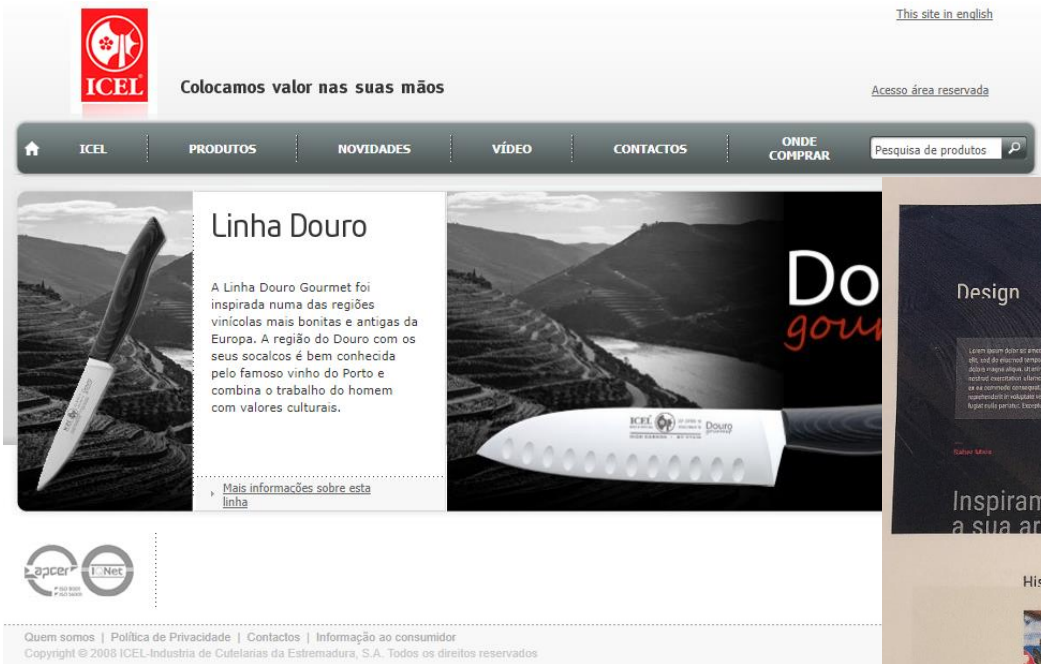 This site in english
ICEL
Colocamos valor nas suas mãos
Acesso área reservada
ICEL
PRODUTOS
NOVIDADES
VÍDEO
CONTACTOS
ONDE
COMPRAR
Pesquisa de produtos
Linha Douro
A Linha Douro Gourmet foi
inspirada numa das regiões
vinícolas mais bonitas e antigas da
Europa. A região do Douro com os
seus socalcos é bem conhecida
pelo famoso vinho do Porto e
combina o trabalho do homem
com valores culturais.
Mais informações sobre esta
linha
Do
gour
ICEL
Douro
gourmet
Design
Saber Mais
Inspiram
a sua ar
His
apcer
IQNet
Quem somos | Política de Privacidade | Contactos | Informação ao consumidor
Copyright © 2008 ICEL-Industria de Cutelarias da Estremadura, S.A. Todos os direitos reservados